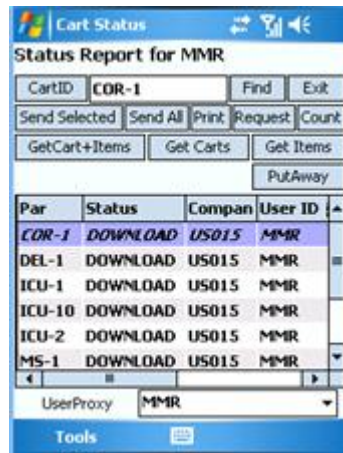 Cart Status
Status Report for MMR
CartID COR-1 Find Exit
Send Selected Send All Print Request Count
GetCart+Items Get Carts Get Items
PutAway
Par Status Compan User ID
COR-1 DOWNLOAD US015 MMR
DEL-1 DOWNLOAD US015 MMR
ICU-1 DOWNLOAD US015 MMR
ICU-10 DOWNLOAD US015 MMR
ICU-2 DOWNLOAD US015 MMR
MS-1 DOWNLOAD US015 MMR
UserProxy MMR
Tools